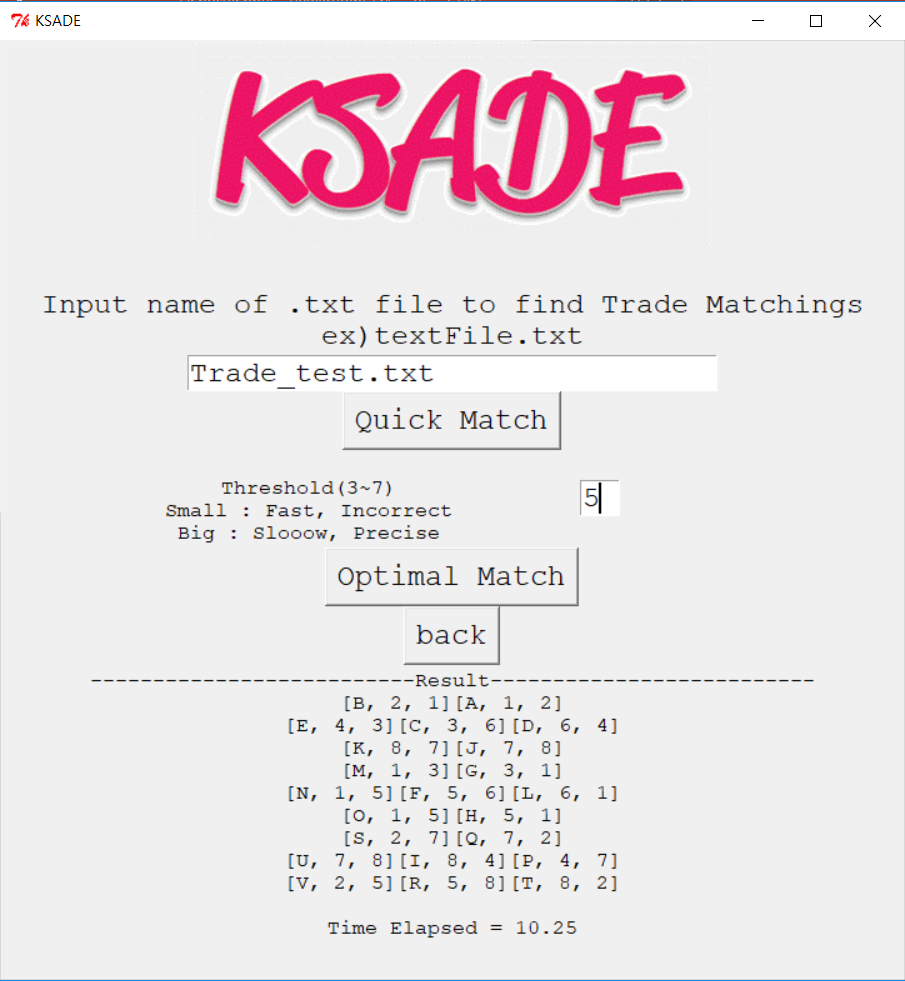 KSADE
KSADE
Input name of .txt file to find Trade Matchings
ex)textFile.txt
Trade_test.txt
Quick Match
Threshold(3~7)
Small : Fast, Incorrect
Big : Slooow, Precise
5
Optimal Match
back
--------------------------Result--------------------------
[B, 2, 1][A, 1, 2]
[E, 4, 3][C, 3, 6][D, 6, 4]
[K, 8, 7][J, 7, 8]
[M, 1, 3][G, 3, 1]
[N, 1, 5][F, 5, 6][L, 6, 1]
[O, 1, 5][H, 5, 1]
[S, 2, 7][Q, 7, 2]
[U, 7, 8][I, 8, 4][P, 4, 7]
[V, 2, 5][R, 5, 8][T, 8, 2]
Time Elapsed = 10.25